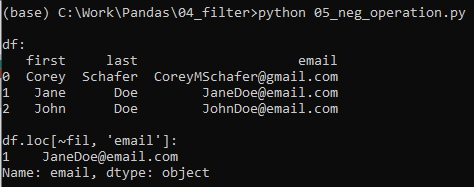 (base) C:\Work\Pandas\04_filter>python 05_neg_operation.py
df:
  first     last                    email
0  Corey  Schafer  CoreyMSchafer@gmail.com
1   Jane      Doe        JaneDoe@email.com
2   John      Doe        JohnDoe@email.com
df.loc[~fil, 'email']:
1    JaneDoe@email.com
Name: email, dtype: object